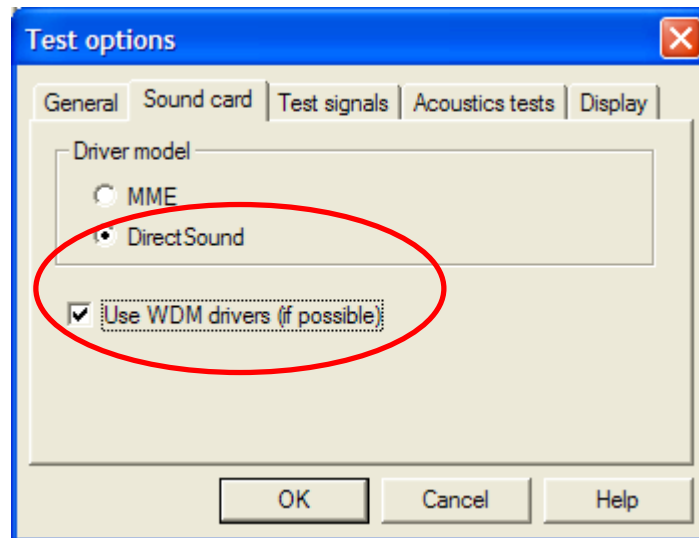 Test options
General Sound card Test signals Acoustics tests Display
Driver model
MME
DirectSound
Use WDM drivers (if possible)
OK Cancel Help